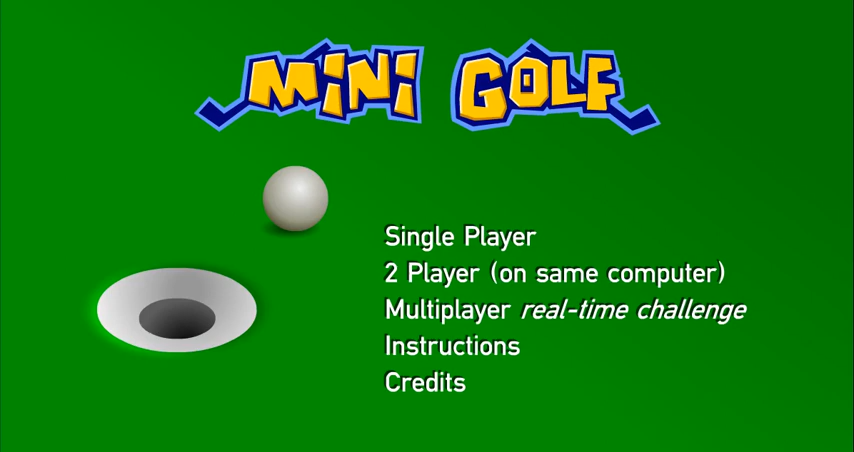 MINI GOLF
Single Player
2 Player (on same computer)
Multiplayer real-time challenge
Instructions
Credits